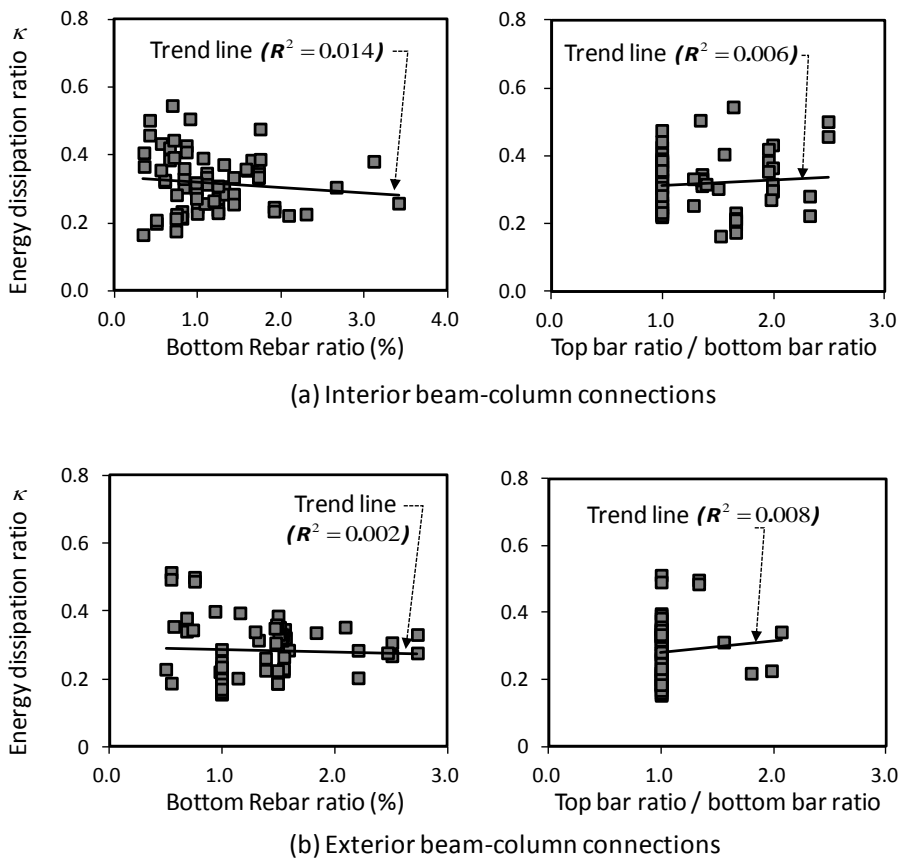 Energy dissipation ratio κ
0.8
0.6
0.4
0.2
0.0
0.0 1.0 2.0 3.0 4.0
Trend line (R² = 0.014)
Bottom Rebar ratio (%)
0.8
0.6
0.4
0.2
0.0
0.0 1.0 2.0 3.0
Trend line (R² = 0.006)
Top bar ratio / bottom bar ratio
(a) Interior beam-column connections
Energy dissipation ratio κ
0.8
0.6
0.4
0.2
0
0.0 1.0 2.0 3.0
Trend line
(R² = 0.002)
Bottom Rebar ratio (%)
0.8
0.6
0.4
0.2
0
0.0 1.0 2.0 3.0
Trend line (R² = 0.008)
Top bar ratio / bottom bar ratio
(b) Exterior beam-column connections